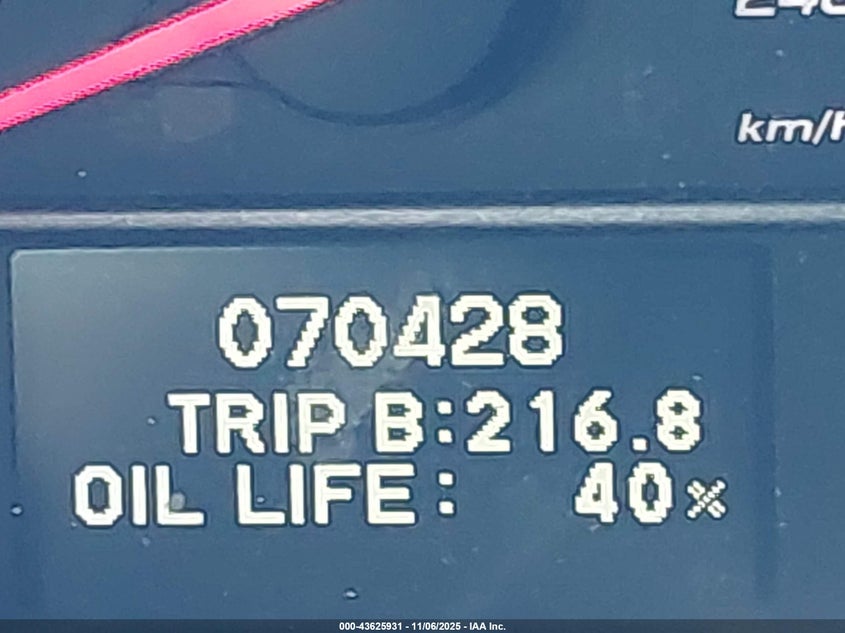 km/h
070428
TRIP B:216.8
OIL LIFE: 40%
000-43625931 - 11/06/2025 - IAA Inc.